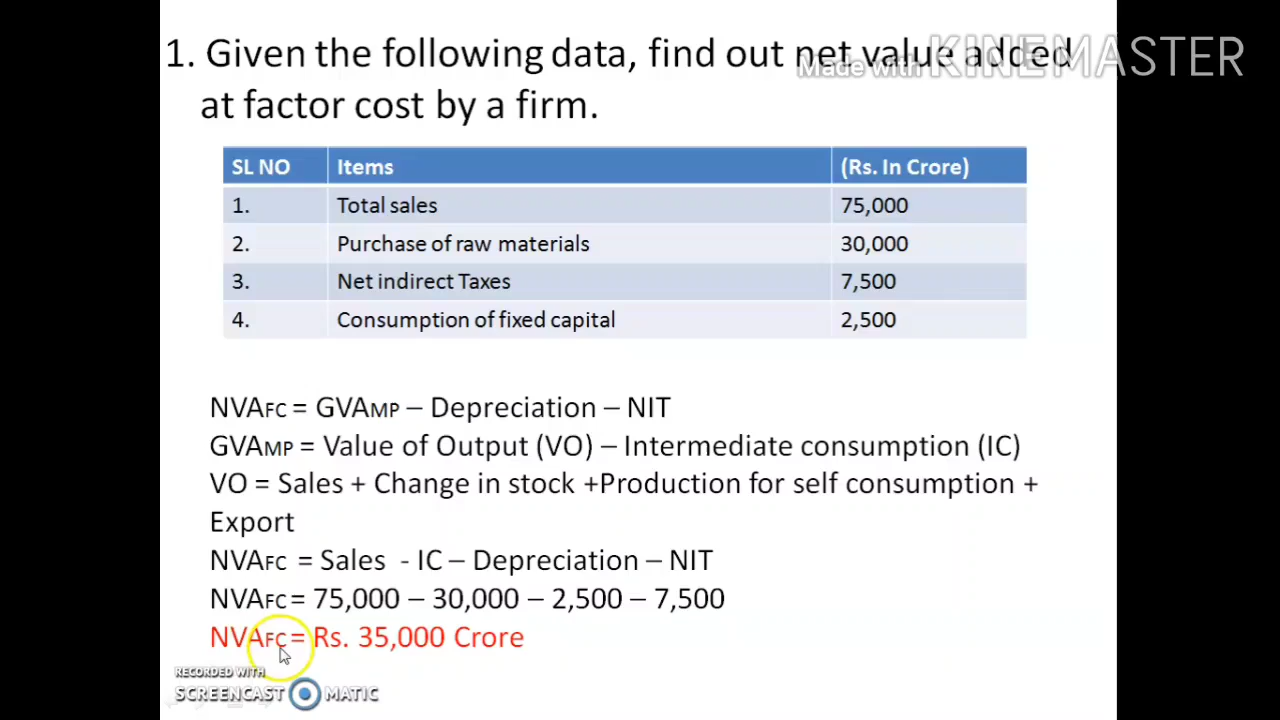 1. Given the following data, find out net value added
Made with KINEMASTER
at factor cost by a firm.
SL NO Items (Rs. In Crore)
1. Total sales 75,000
2. Purchase of raw materials 30,000
3. Net indirect Taxes 7,500
4. Consumption of fixed capital 2,500
NVAFC = GVAMP – Depreciation – NIT
GVAMP = Value of Output (VO) – Intermediate consumption (IC)
VO = Sales + Change in stock +Production for self consumption +
Export
NVAFC = Sales - IC – Depreciation – NIT
NVAFC = 75,000 – 30,000 – 2,500 – 7,500
NVAFC = Rs. 35,000 Crore
RECORDED WITH
SCREENCAST MATIC